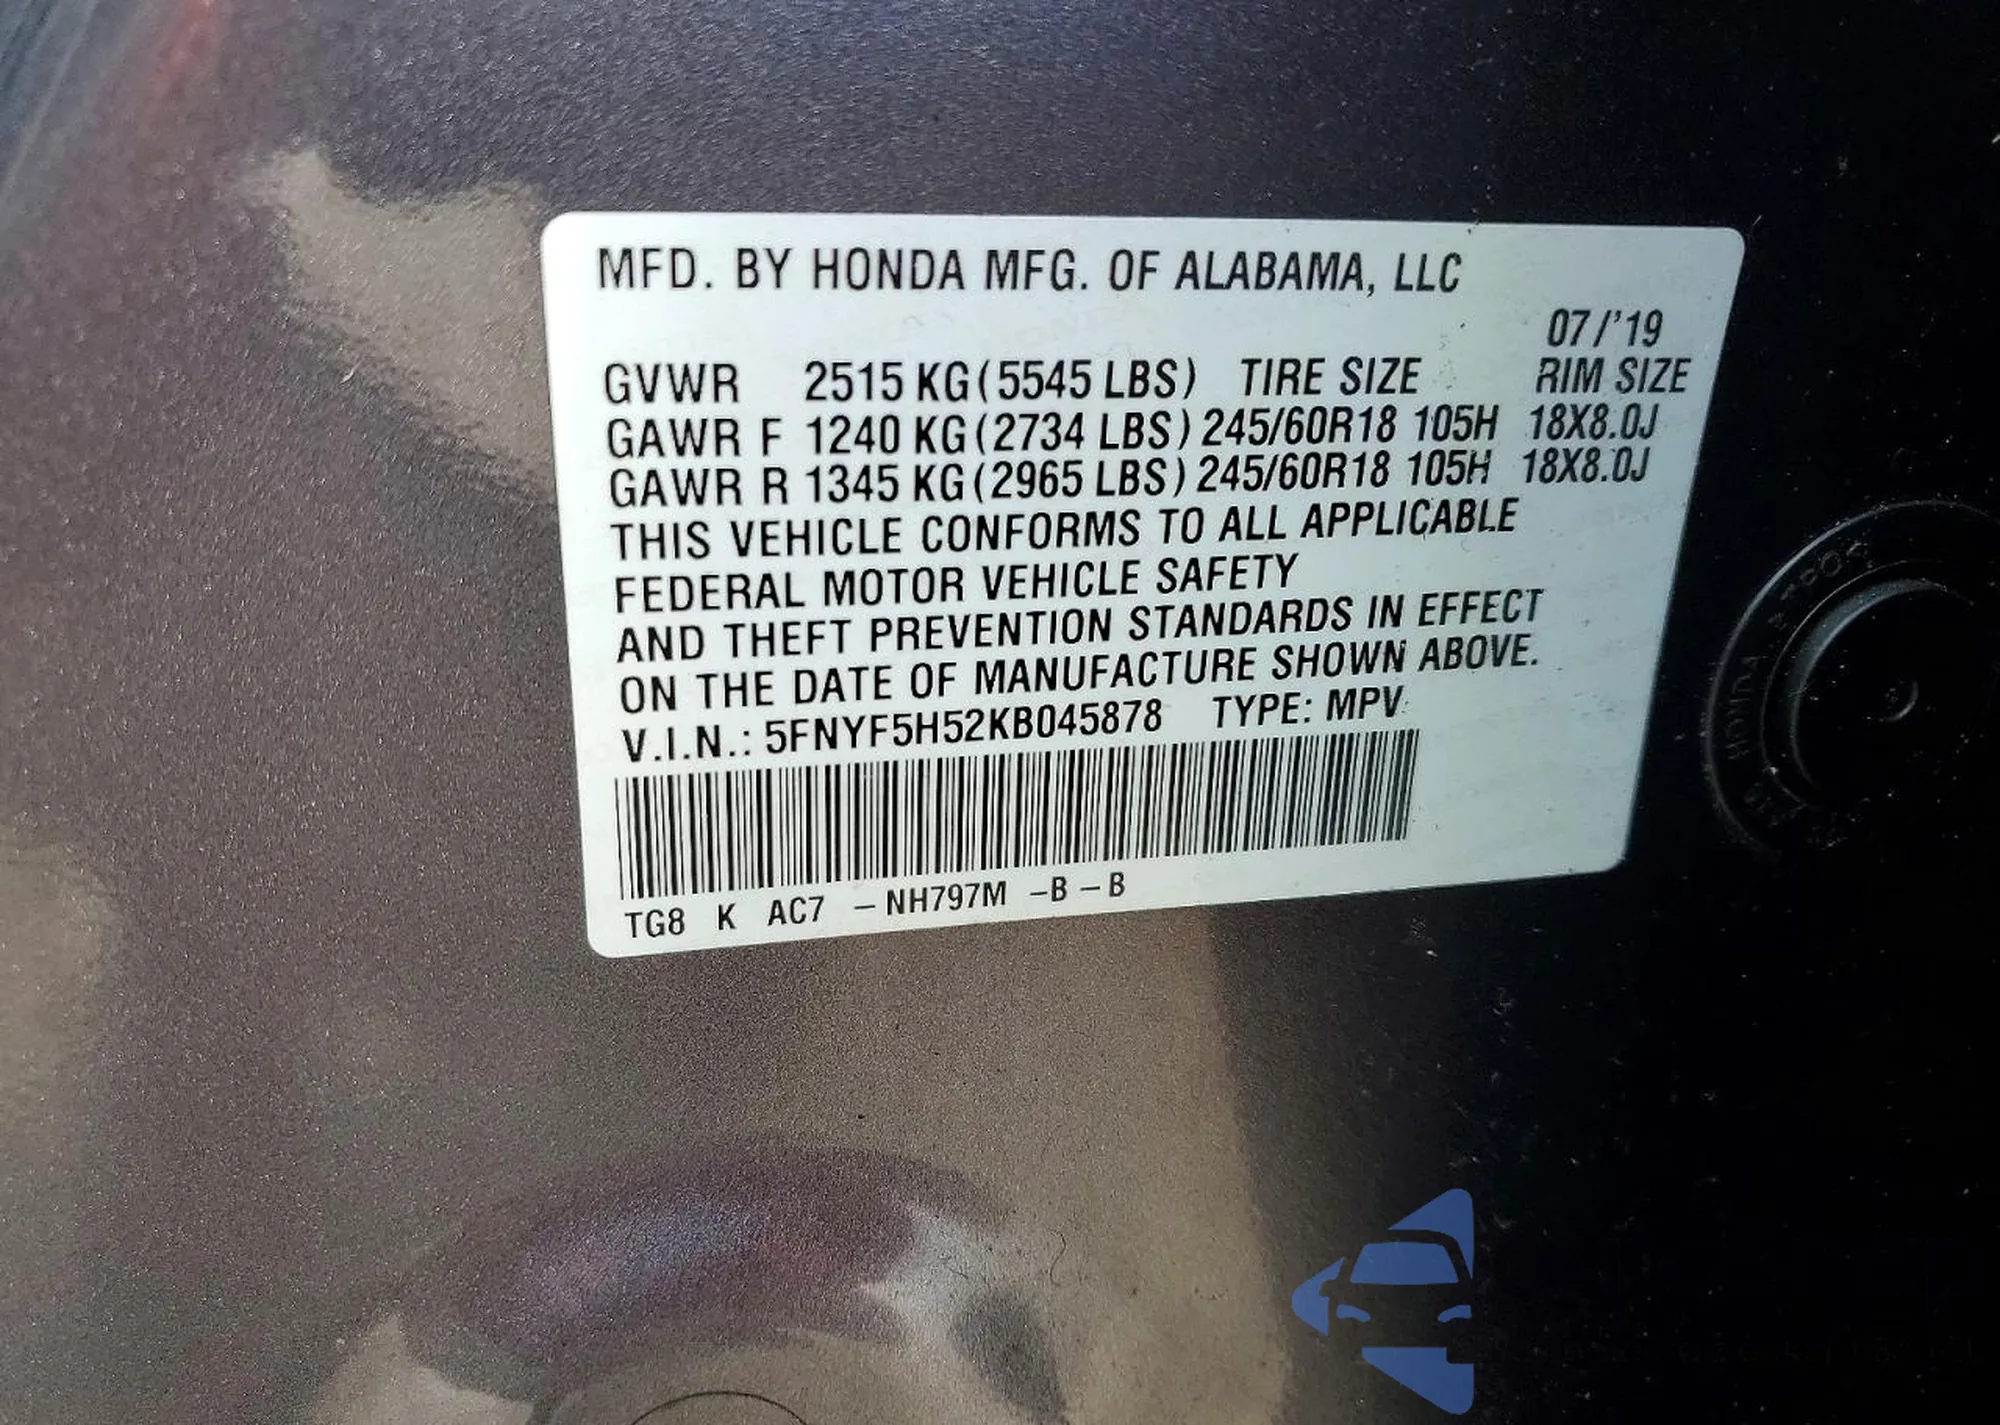 MFD. BY HONDA MFG. OF ALABAMA, LLC
07/'19
GVWR 2515 KG(5545 LBS) TIRE SIZE RIM SIZE
GAWR F 1240 KG(2734 LBS) 245/60R18 105H 18X8.0J
GAWR R 1345 KG(2965 LBS) 245/60R18 105H 18X8.0J
THIS VEHICLE CONFORMS TO ALL APPLICABLE
FEDERAL MOTOR VEHICLE SAFETY
AND THEFT PREVENTION STANDARDS IN EFFECT
ON THE DATE OF MANUFACTURE SHOWN ABOVE.
V.I.N.: 5FNYF5H52KB045878 TYPE: MPV
TG8 K AC7 –NH797M –B –B
HONDA